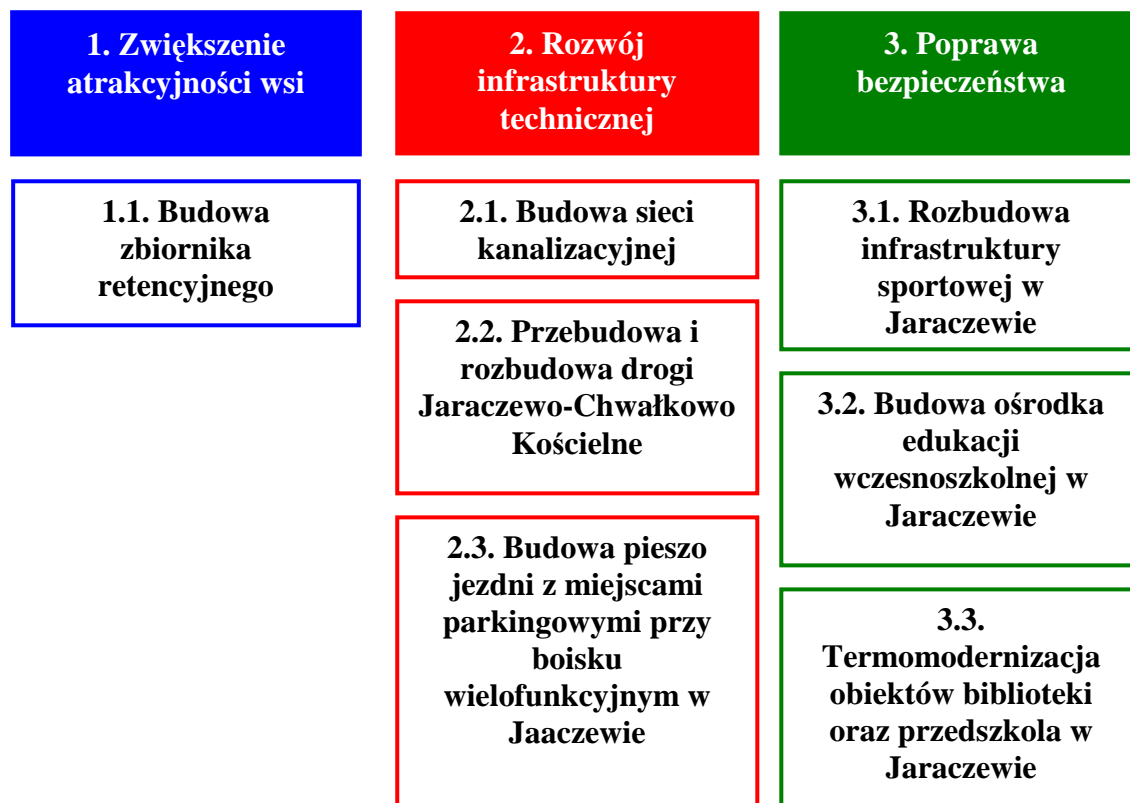 1. Zwiększenie
atrakcyjności wsi
1.1. Budowa
zbiornika
retencyjnego
2. Rozwój
infrastruktury
technicznej
2.1. Budowa sieci
kanalizacyjnej
2.2. Przebudowa i
rozbudowa drogi
Jaraczewo-Chwałkowo
Kościelne
2.3. Budowa pieszo
jezdni z miejscami
parkingowymi przy
boisku
wielofunkcyjnym w
Jaaczewie
3. Poprawa
bezpieczeństwa
3.1. Rozbudowa
infrastruktury
sportowej w
Jaraczewie
3.2. Budowa ośrodka
edukacji
wczesnoszkolnej w
Jaraczewie
3.3.
Termomodernizacja
obiektów biblioteki
oraz przedszkola w
Jaraczewie